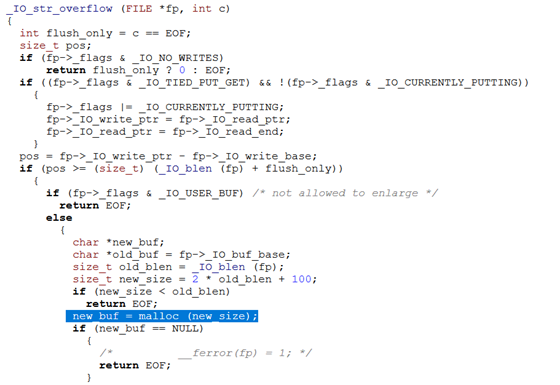 _IO_str_overflow (FILE *fp, int c)
{
int flush_only = c == EOF;
size_t pos;
if (fp->_flags & _IO_NO_WRITES)
return flush_only ? 0 : EOF;
if ((fp->_flags & _IO_TIED_PUT_GET) && !(fp->_flags & _IO_CURRENTLY_PUTTING))
{
fp->_flags |= _IO_CURRENTLY_PUTTING;
fp->_IO_write_ptr = fp->_IO_read_ptr;
fp->_IO_read_ptr = fp->_IO_read_end;
}
pos = fp->_IO_write_ptr - fp->_IO_write_base;
if (pos >= (size_t) (_IO_blen (fp) + flush_only))
{
if (fp->_flags & _IO_USER_BUF) /* not allowed to enlarge */
return EOF;
else
{
char *new_buf;
char *old_buf = fp->_IO_buf_base;
size_t old_blen = _IO_blen (fp);
size_t new_size = 2 * old_blen + 100;
if (new_size < old_blen)
return EOF;
new_buf = malloc (new_size);
if (new_buf == NULL)
{
/* __ferror(fp) = 1; */
return EOF;
}